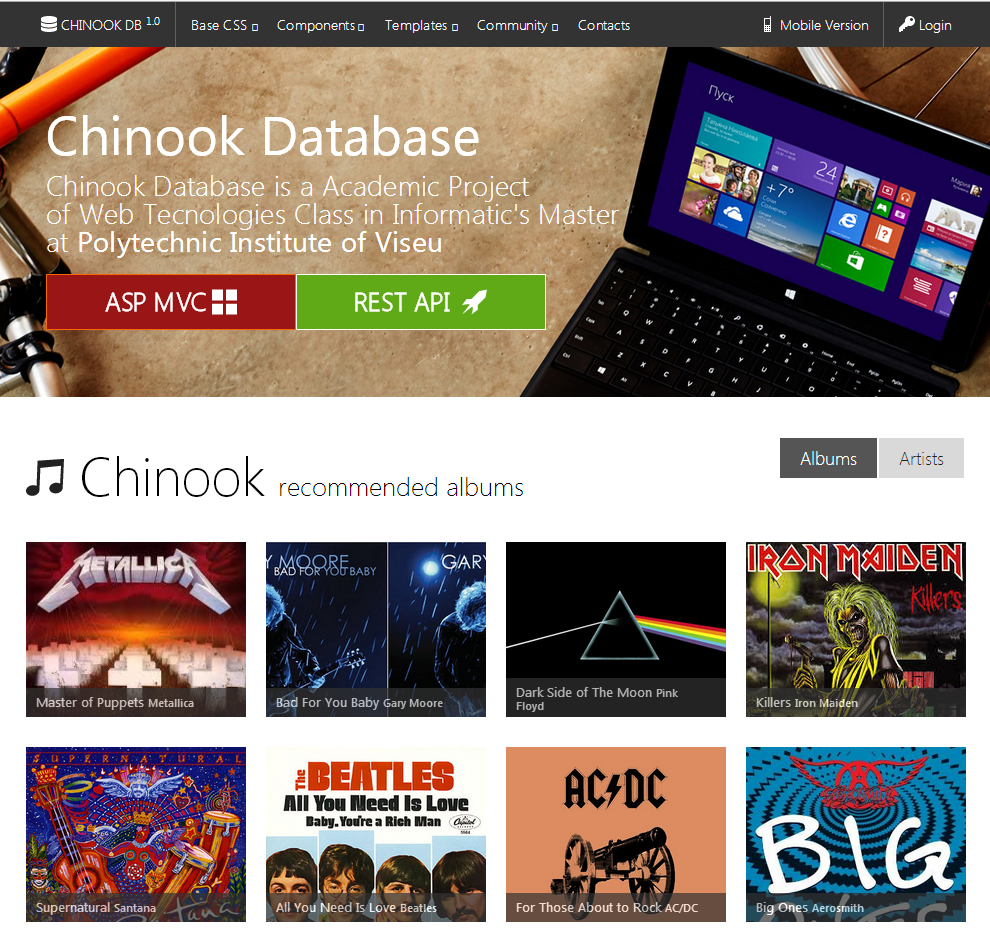 CHINOOK DB 1.0
Base CSS
Components
Templates
Community
Contacts
Mobile Version
Login
Chinook Database
Chinook Database is a Academic Project
of Web Tecnologies Class in Informatic's Master
at Polytechnic Institute of Viseu
ASP MVC
REST API
Пуск
Татьяна Николаева
24
+7°
Сочи
Солнечно
Мария
Chinook recommended albums
Albums
Artists
METALLICA
Master of Puppets Metallica
Y MOORE
BAD FOR YOU BABY
GARY
Bad For You Baby Gary Moore
Dark Side of The Moon Pink
Floyd
IRON MAIDEN
Killers
Killers Iron Maiden
SUPERNATURAL
Supernatural Santana
THE BEATLES
All You Need Is Love
Baby, You're a Rich Man
Capitol
All You Need Is Love Beatles
AC/DC
For Those About to Rock AC/DC
BIG
Big Ones Aerosmith